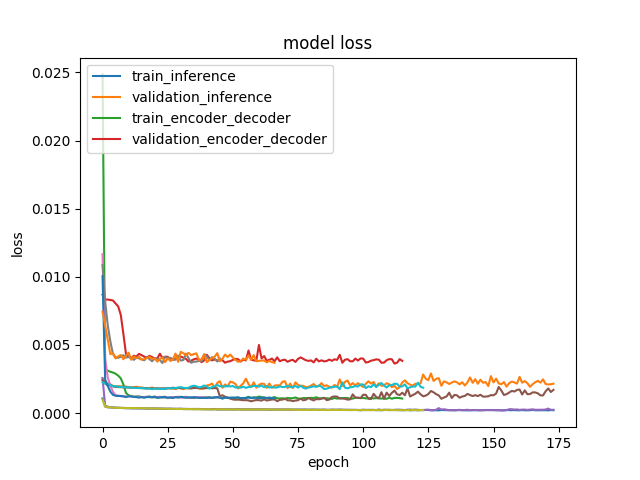 model loss
train_inference
validation_inference
train_encoder_decoder
validation_encoder_decoder
0.025
0.020
0.015
0.010
0.005
0.000
loss
0 25 50 75 100 125 150 175
epoch